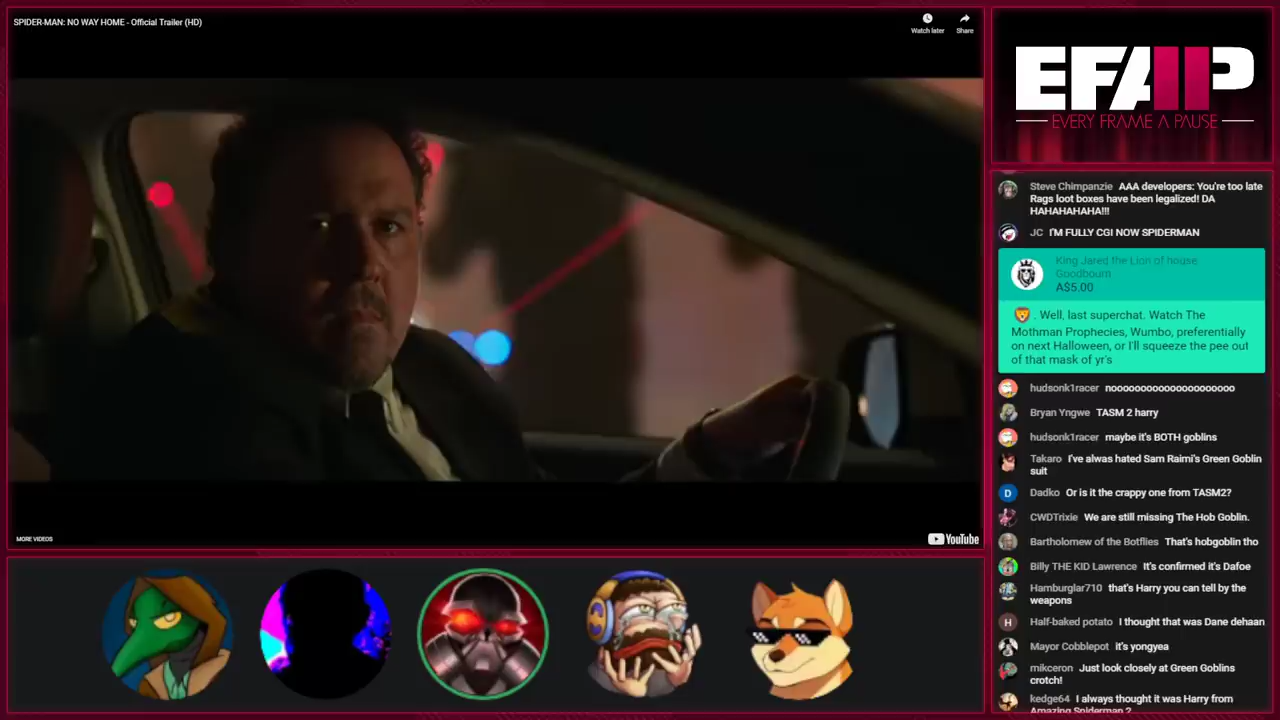 SPIDER-MAN: NO WAY HOME - Official Trailer (HD)
Watch later
Share
MORE VIDEOS
YouTube
EFAP
EVERY FRAME A PAUSE
Steve Chimpanzie AAA developers: You're too late
Rags loot boxes have been legalized! DA
HAHAHAHAHA!!!
JC I'M FULLY CGI NOW SPIDERMAN
King Jared the Lion of hogse
Goodbourn
A$5.00
. Well, last superchat. Watch The
Mothman Prophecies, Wumbo, preferentially
on next Halloween, or I'll squeeze the pee out
of that mask of yr's
hudsonk1racer nooooooooooooooooooooo
Bryan Yngwe TASM 2 harry
hudsonk1racer maybe it's BOTH goblins
Takaro I've alwas hated Sam Raimi's Green Goblin
suit
D
Dadko Or is it the crappy one from TASM2?
CWDTrixie We are still missing The Hob Goblin.
Bartholomew of the Botflies That's hobgoblin tho
Billy THE KID Lawrence It's confirmed it's Dafoe
Hamburglar710 that's Harry you can tell by the
weapons
H
Half-baked potato I thought that was Dane dehaan
Mayor Cobblepot it's yongyea
mikceron Just look closely at Green Goblins
crotch!
kedge64 I always thought it was Harry from
Amazing Spiderman 2